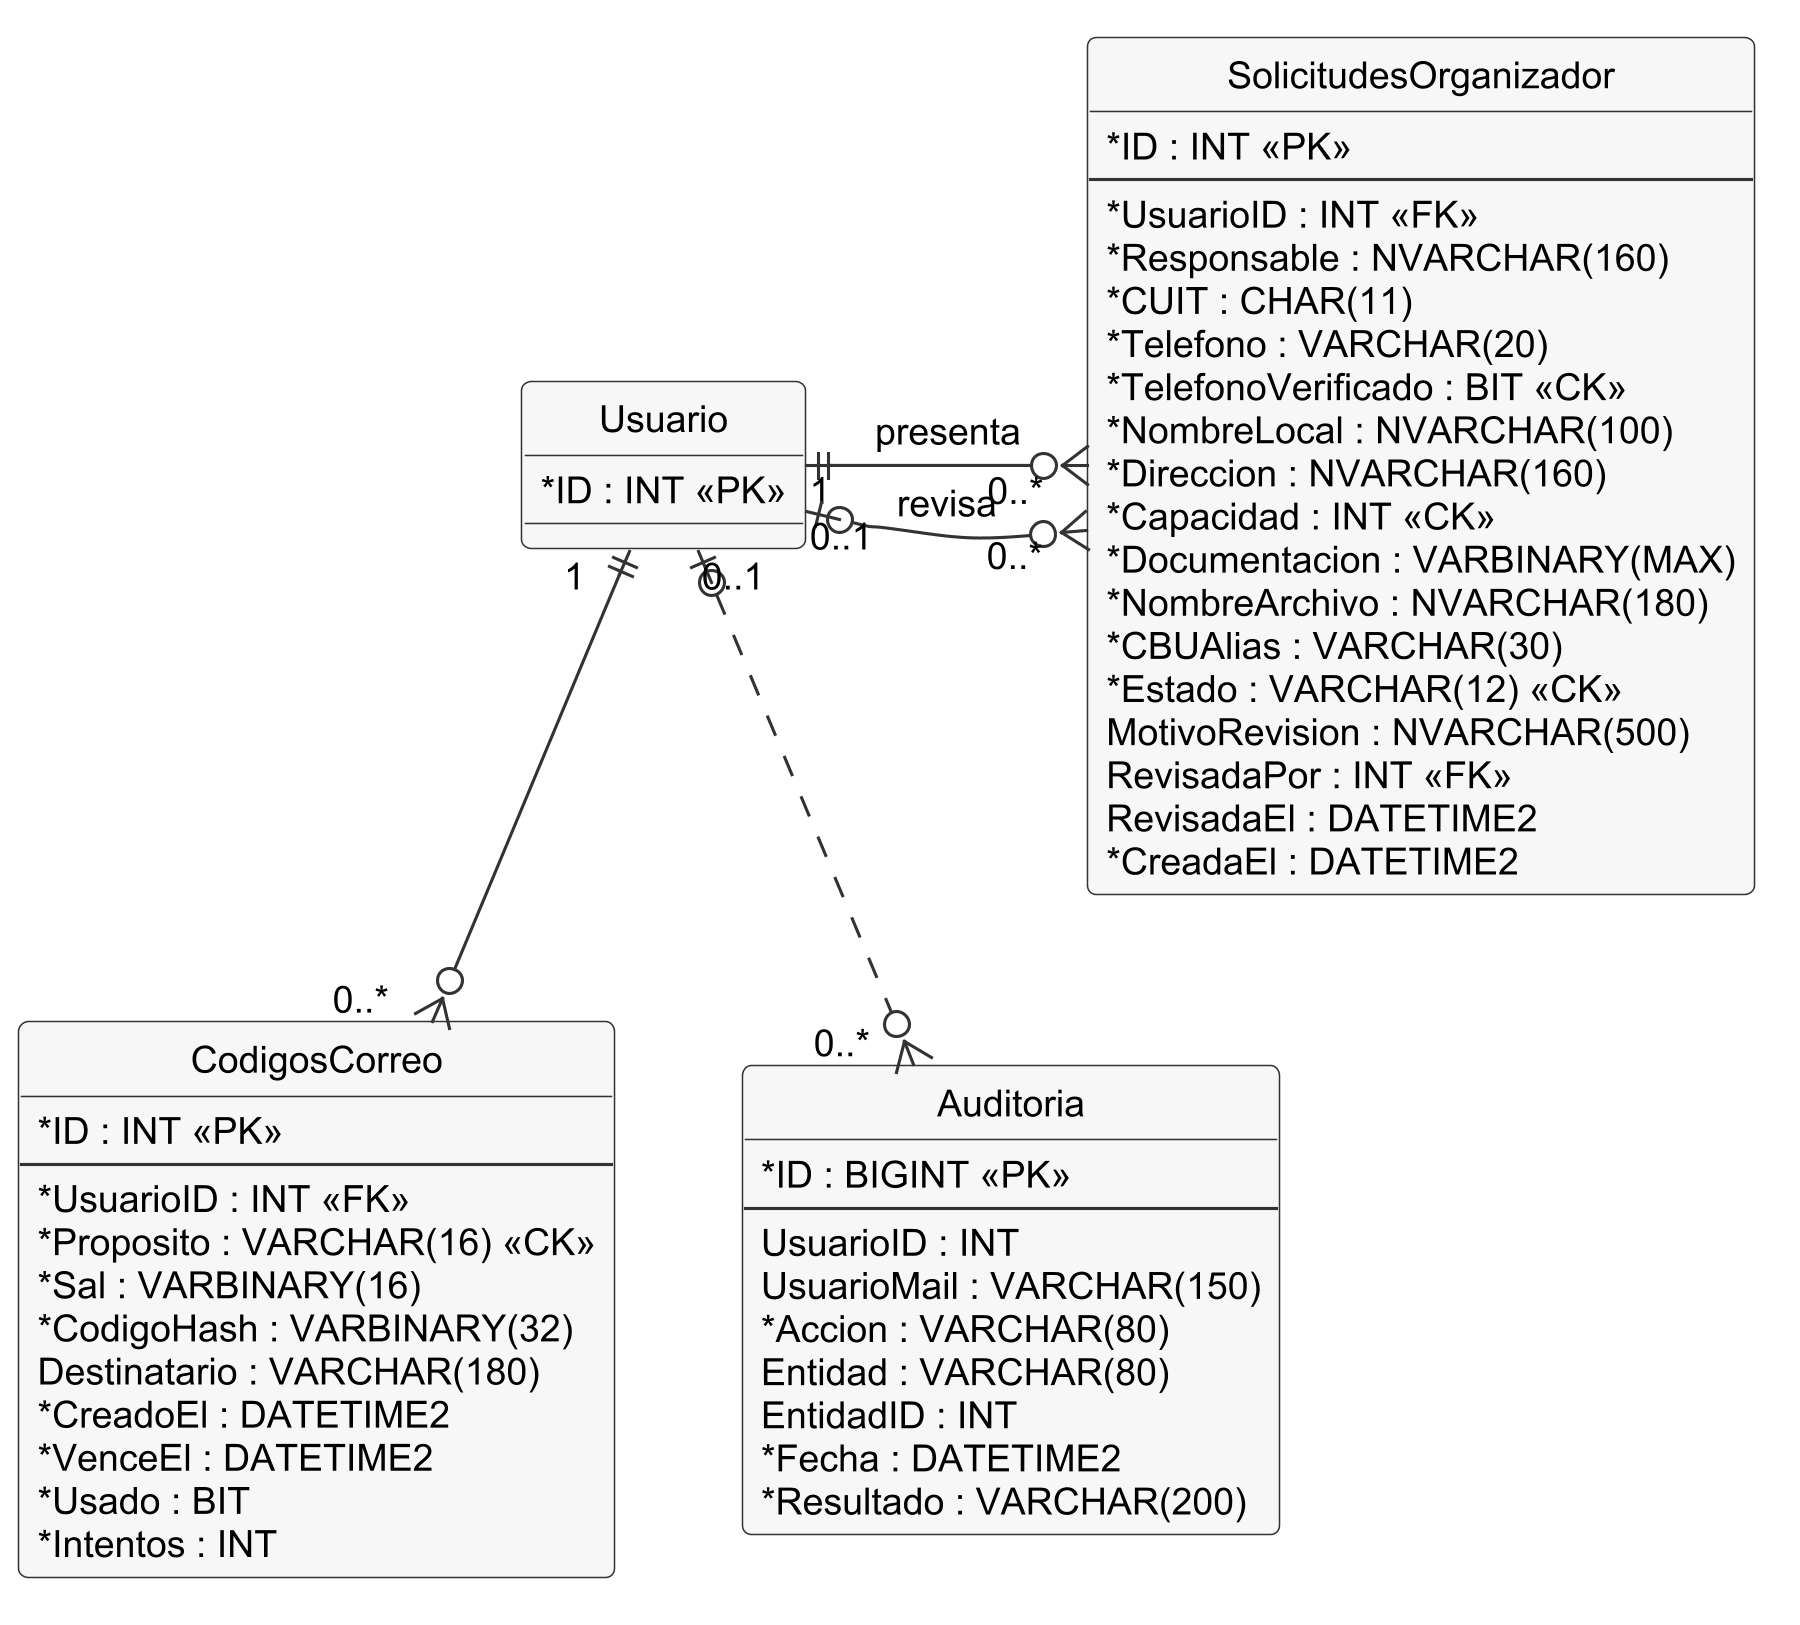 SolicitudesOrganizador
*ID : INT «PK»
*UsuarioID : INT «FK»
*Responsable : NVARCHAR(160)
*CUIT : CHAR(11)
*Telefono : VARCHAR(20)
*TelefonoVerificado : BIT «CK»
*NombreLocal : NVARCHAR(100)
*Direccion : NVARCHAR(160)
*Capacidad : INT «CK»
*Documentacion : VARBINARY(MAX)
*NombreArchivo : NVARCHAR(180)
*CBUAlias : VARCHAR(30)
*Estado : VARCHAR(12) «CK»
MotivoRevision : NVARCHAR(500)
RevisadaPor : INT «FK»
RevisadaEl : DATETIME2
*CreadaEl : DATETIME2
Usuario
*ID : INT «PK»
presenta
1
0..*
revisa
0..1
0..*
1
0..1
0..*
0..*
CodigosCorreo
*ID : INT «PK»
*UsuarioID : INT «FK»
*Proposito : VARCHAR(16) «CK»
*Sal : VARBINARY(16)
*CodigoHash : VARBINARY(32)
Destinatario : VARCHAR(180)
*CreadoEl : DATETIME2
*VenceEl : DATETIME2
*Usado : BIT
*Intentos : INT
Auditoria
*ID : BIGINT «PK»
UsuarioID : INT
UsuarioMail : VARCHAR(150)
*Accion : VARCHAR(80)
Entidad : VARCHAR(80)
EntidadID : INT
*Fecha : DATETIME2
*Resultado : VARCHAR(200)